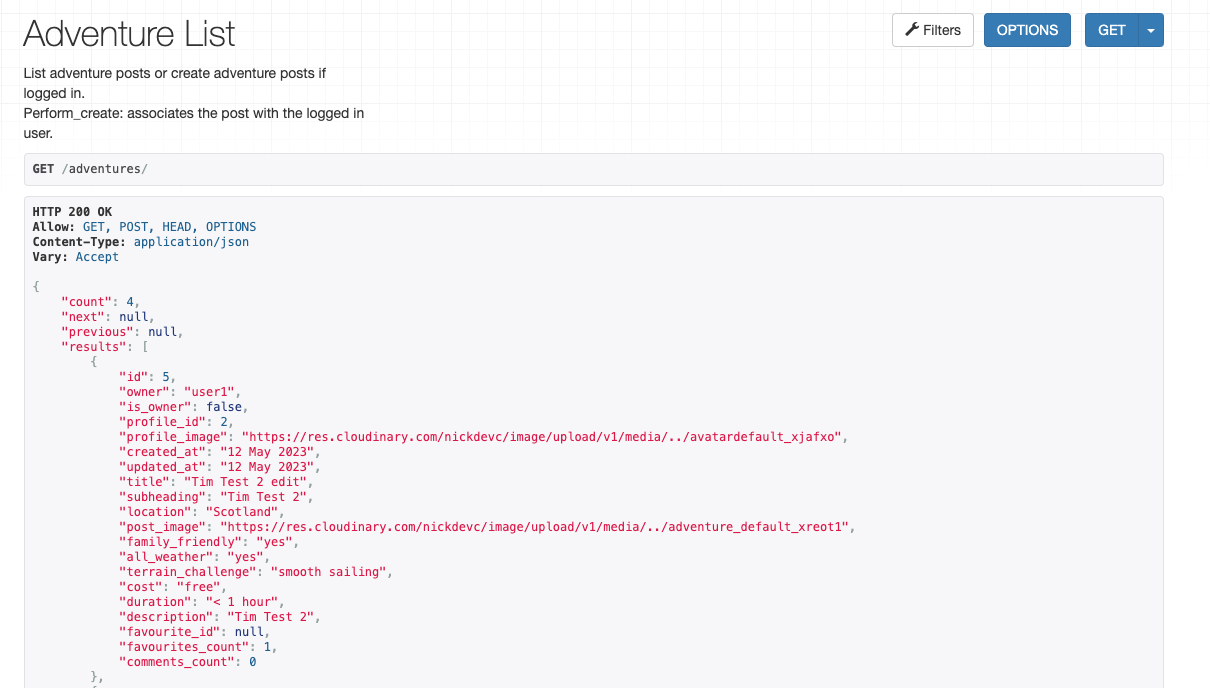 Adventure List
Filters
OPTIONS
GET
List adventure posts or create adventure posts if
logged in.
Perform_create: associates the post with the logged in
user.
GET /adventures/
HTTP 200 OK
Allow: GET, POST, HEAD, OPTIONS
Content-Type: application/json
Vary: Accept
{
"count": 4,
"next": null,
"previous": null,
"results": [
{
"id": 5,
"owner": "user1",
"is_owner": false,
"profile_id": 2,
"profile_image": "https://res.cloudinary.com/nickdevc/image/upload/v1/media/../avatardefault_xjafxo",
"created_at": "12 May 2023",
"updated_at": "12 May 2023",
"title": "Tim Test 2 edit",
"subheading": "Tim Test 2",
"location": "Scotland",
"post_image": "https://res.cloudinary.com/nickdevc/image/upload/v1/media/../adventure_default_xreot1",
"family_friendly": "yes",
"all_weather": "yes",
"terrain_challenge": "smooth sailing",
"cost": "free",
"duration": "< 1 hour",
"description": "Tim Test 2",
"favourite_id": null,
"favourites_count": 1,
"comments_count": 0
},